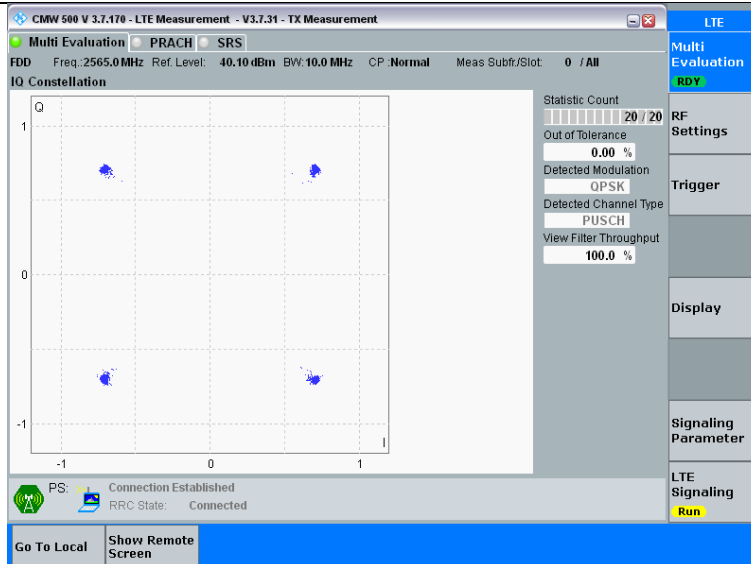 CMW 500 V 3.7.170 - LTE Measurement - V3.7.31 - TX Measurement
LTE
Multi Evaluation PRACH SRS
FDD Freq.:2565.0 MHz Ref. Level: 40.10 dBm BW:10.0 MHz CP :Normal Meas Subfr./Slot: 0 / All
IQ Constellation
Q
1
0
-1
-1 0 1
I
Statistic Count
20 / 20
Out of Tolerance
0.00 %
Detected Modulation
QPSK
Detected Channel Type
PUSCH
View Filter Throughput
100.0 %
Multi
Evaluation
RDY
RF
Settings
Trigger
Display
Signaling
Parameter
LTE
Signaling
Run
PS: Connection Established
RRC State: Connected
Go To Local
Show Remote
Screen